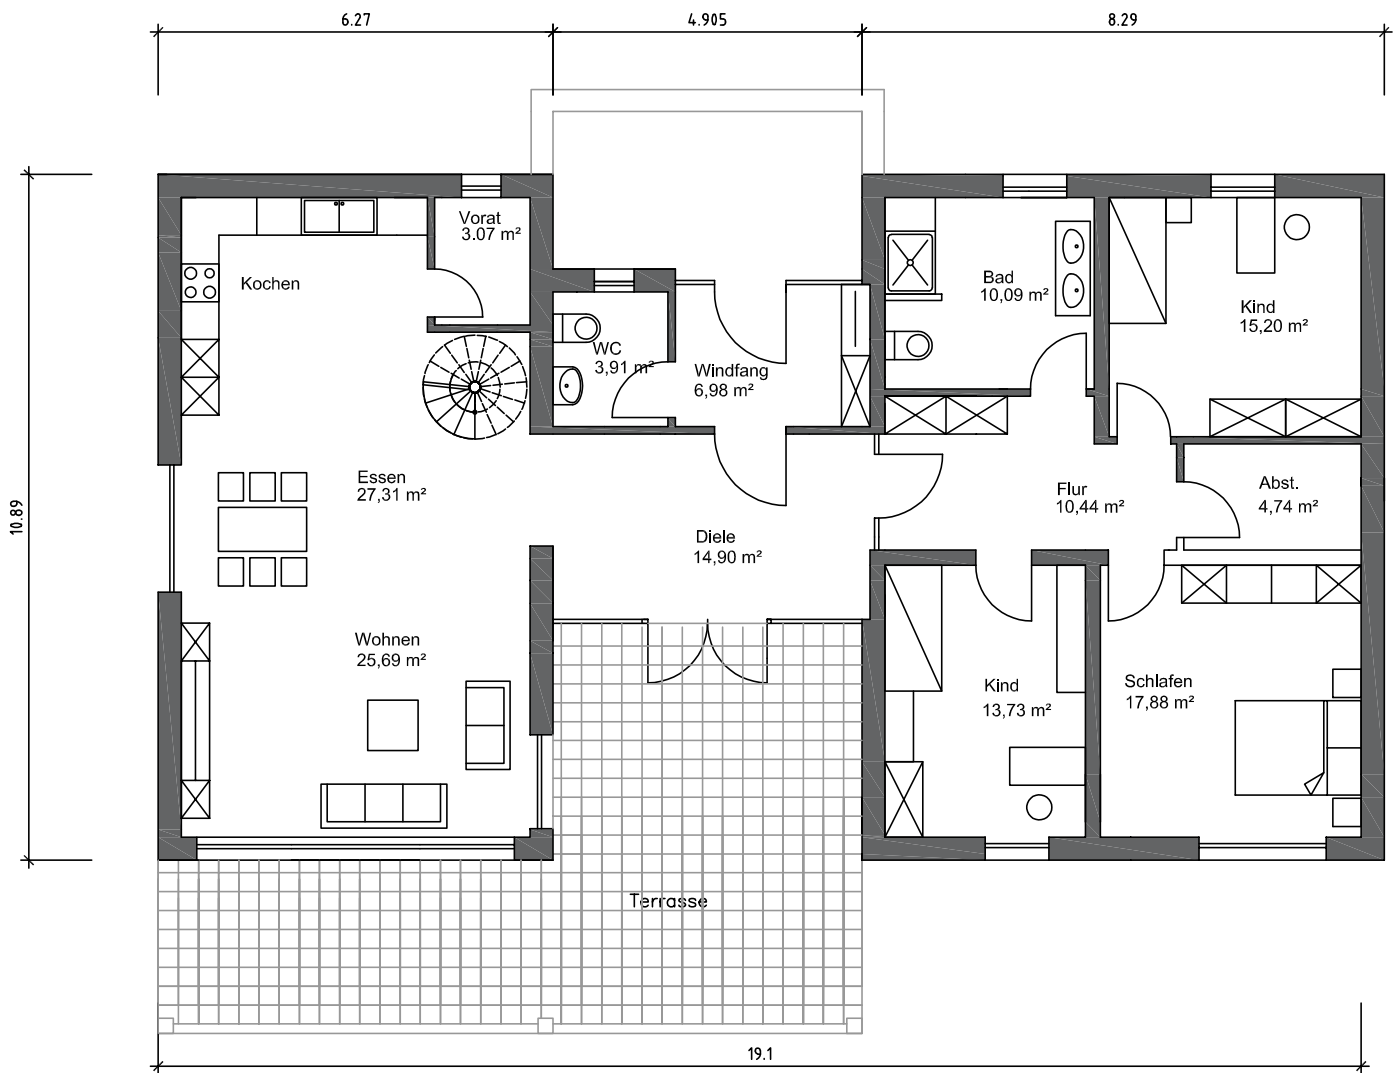 6.27
4.905
8.29
10.89
Vorat
3.07 m²
Kochen
Bad
10,09 m²
Kind
15,20 m²
WC
3,91 m²
Windfang
6,98 m²
Essen
27,31 m²
Diele
14,90 m²
Flur
10,44 m²
Abst.
4,74 m²
Wohnen
25,69 m²
Kind
13,73 m²
Schlafen
17,88 m²
Terrasse
19.1